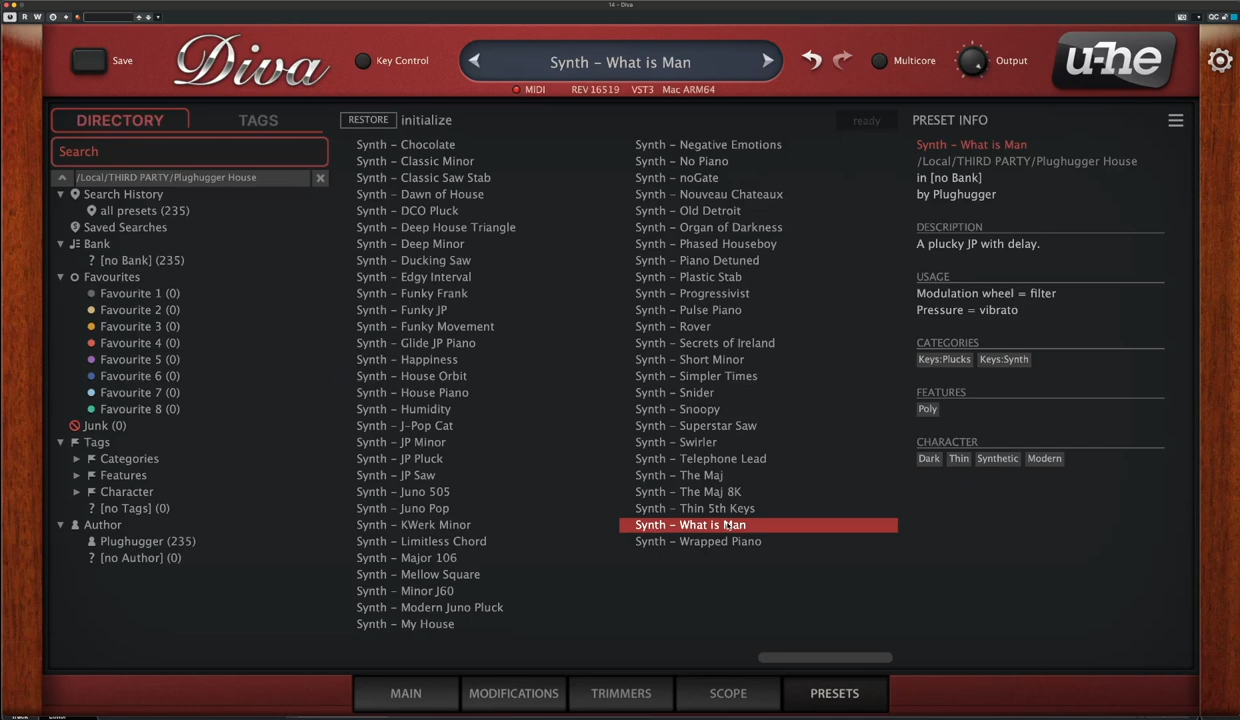 14 - Diva
R W
QC
Save
Diva
Key Control
Synth - What is Man
Multicore
Output
u-he
MIDI REV 16519 VST3 Mac ARM64
DIRECTORY TAGS
Search
/Local/THIRD PARTY/Plughugger House
Search History
all presets (235)
Saved Searches
Bank
? [no Bank] (235)
Favourites
Favourite 1 (0)
Favourite 2 (0)
Favourite 3 (0)
Favourite 4 (0)
Favourite 5 (0)
Favourite 6 (0)
Favourite 7 (0)
Favourite 8 (0)
Junk (0)
Tags
Categories
Features
Character
? [no Tags] (0)
Author
Plughugger (235)
? [no Author] (0)
RESTORE initialize
ready
Synth - Chocolate
Synth - Classic Minor
Synth - Classic Saw Stab
Synth - Dawn of House
Synth - DCO Pluck
Synth - Deep House Triangle
Synth - Deep Minor
Synth - Ducking Saw
Synth - Edgy Interval
Synth - Funky Frank
Synth - Funky JP
Synth - Funky Movement
Synth - Glide JP Piano
Synth - Happiness
Synth - House Orbit
Synth - House Piano
Synth - Humidity
Synth - J-Pop Cat
Synth - JP Minor
Synth - JP Pluck
Synth - JP Saw
Synth - Juno 505
Synth - Juno Pop
Synth - KWerk Minor
Synth - Limitless Chord
Synth - Major 106
Synth - Mellow Square
Synth - Minor J60
Synth - Modern Juno Pluck
Synth - My House
Synth - Negative Emotions
Synth - No Piano
Synth - noGate
Synth - Nouveau Chateaux
Synth - Old Detroit
Synth - Organ of Darkness
Synth - Phased Houseboy
Synth - Piano Detuned
Synth - Plastic Stab
Synth - Progressivist
Synth - Pulse Piano
Synth - Rover
Synth - Secrets of Ireland
Synth - Short Minor
Synth - Simpler Times
Synth - Snider
Synth - Snoopy
Synth - Superstar Saw
Synth - Swirler
Synth - Telephone Lead
Synth - The Maj
Synth - The Maj 8K
Synth - Thin 5th Keys
Synth - What is Man
Synth - Wrapped Piano
PRESET INFO
Synth - What is Man
/Local/THIRD PARTY/Plughugger House
in [no Bank]
by Plughugger
DESCRIPTION
A plucky JP with delay.
USAGE
Modulation wheel = filter
Pressure = vibrato
CATEGORIES
Keys:Plucks Keys:Synth
FEATURES
Poly
CHARACTER
Dark Thin Synthetic Modern
MAIN MODIFICATIONS TRIMMERS SCOPE PRESETS